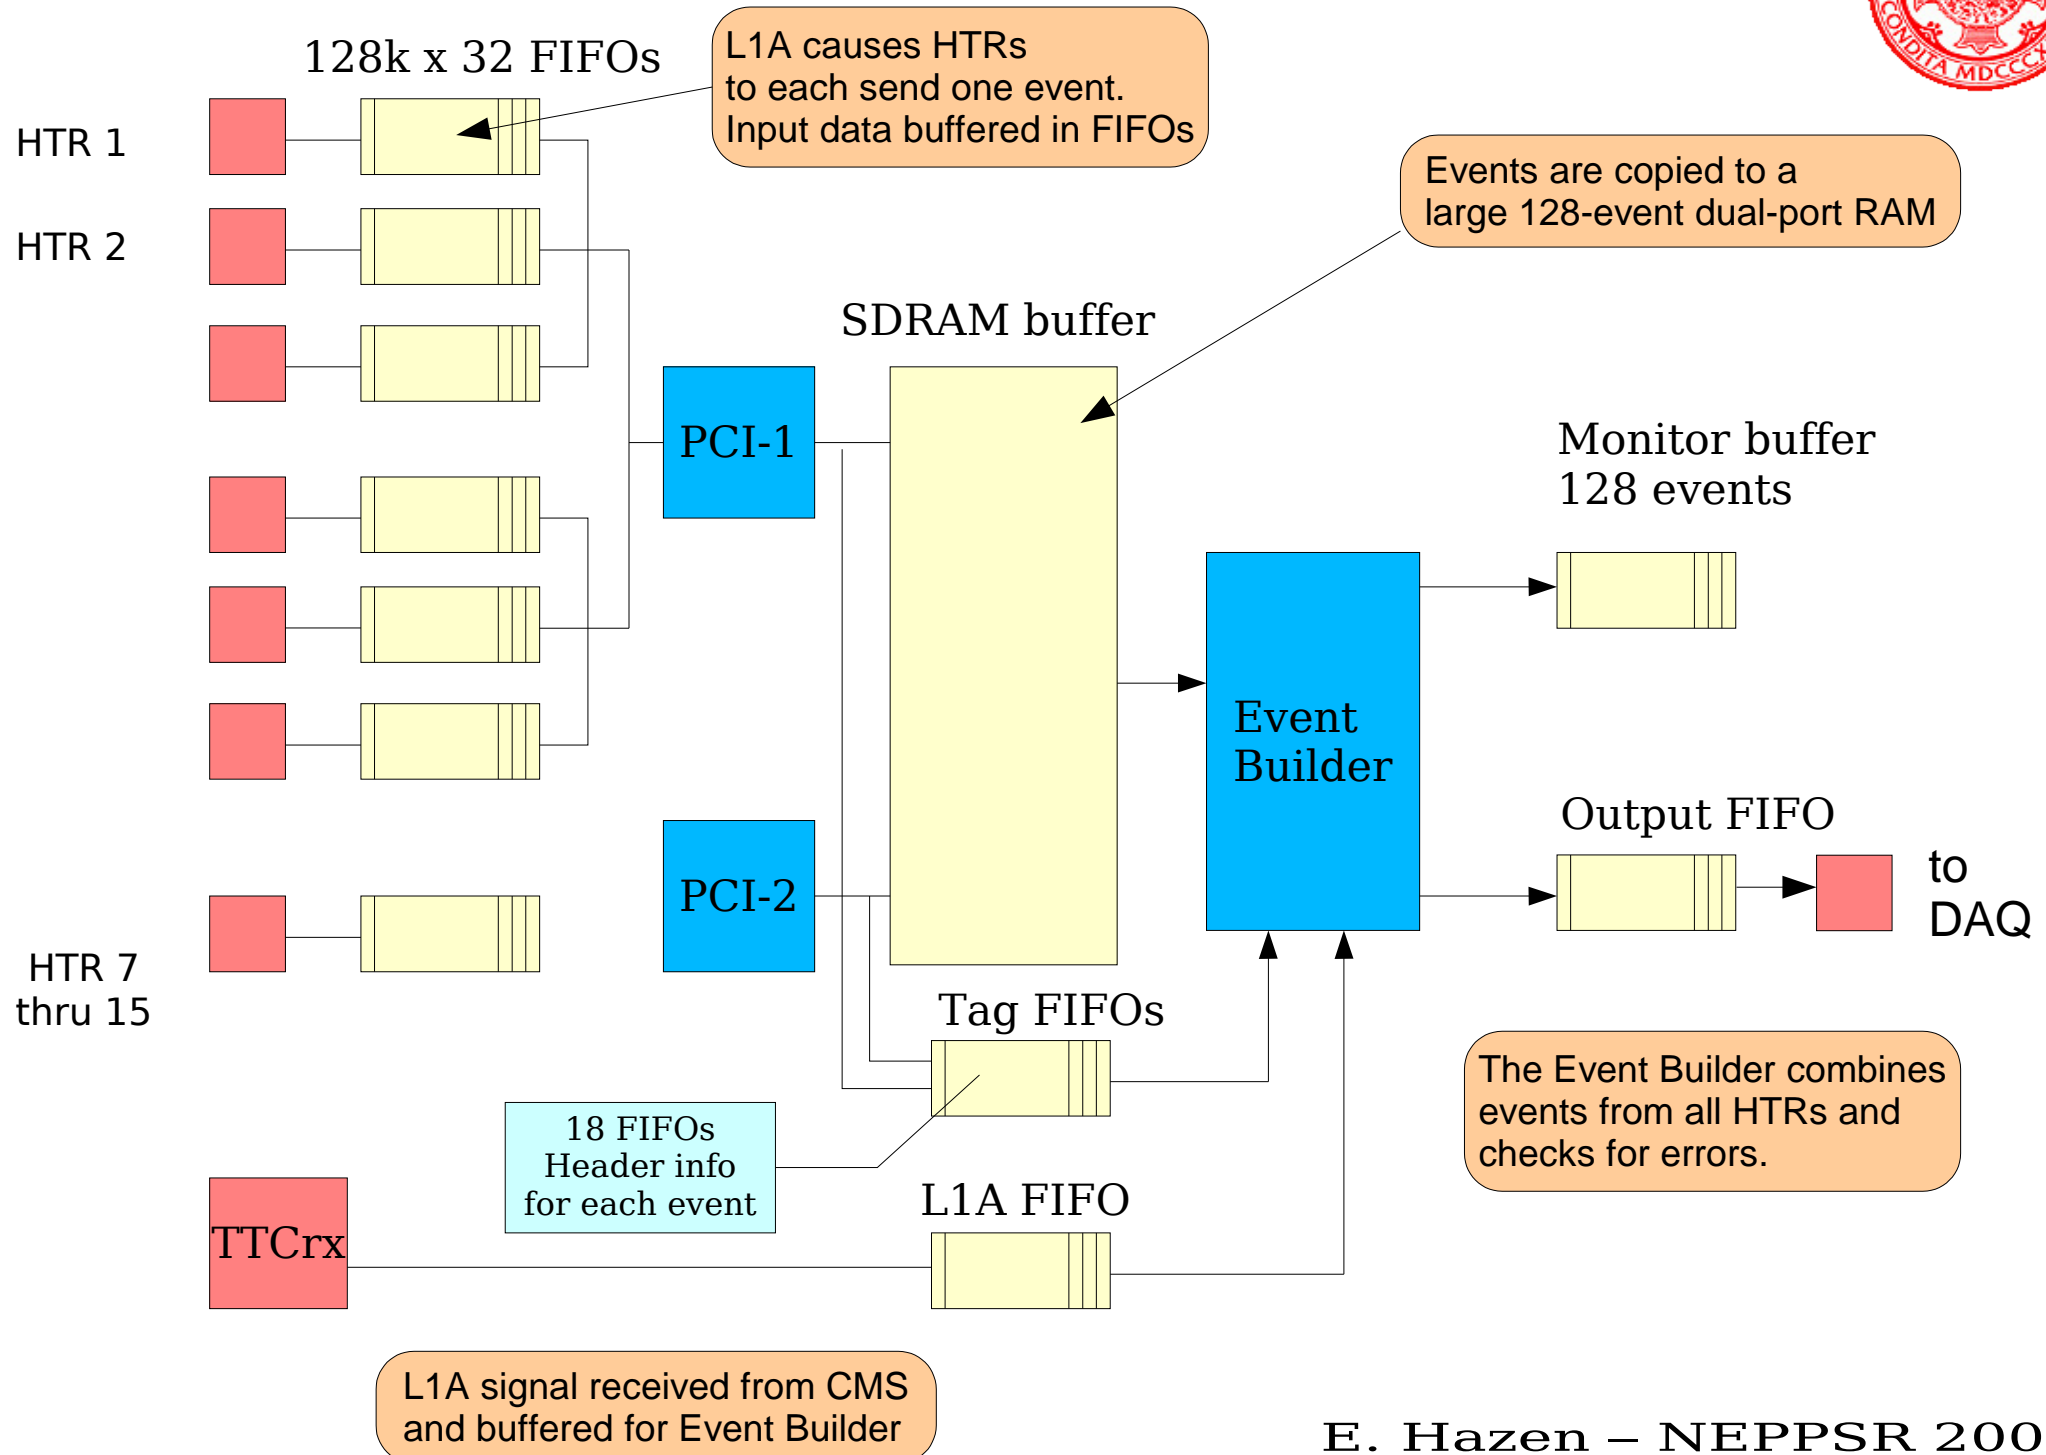 128k x 32 FIFOs
L1A causes HTRs
to each send one event.
Input data buffered in FIFOs
CONDITA MDCCCX
HTR 1
HTR 2
Events are copied to a
large 128-event dual-port RAM
SDRAM buffer
PCI-1
Monitor buffer
128 events
Event
Builder
Output FIFO
to
DAQ
PCI-2
HTR 7
thru 15
Tag FIFOs
18 FIFOs
Header info
for each event
The Event Builder combines
events from all HTRs and
checks for errors.
L1A FIFO
TTCrx
L1A signal received from CMS
and buffered for Event Builder
E. Hazen – NEPPSR 200